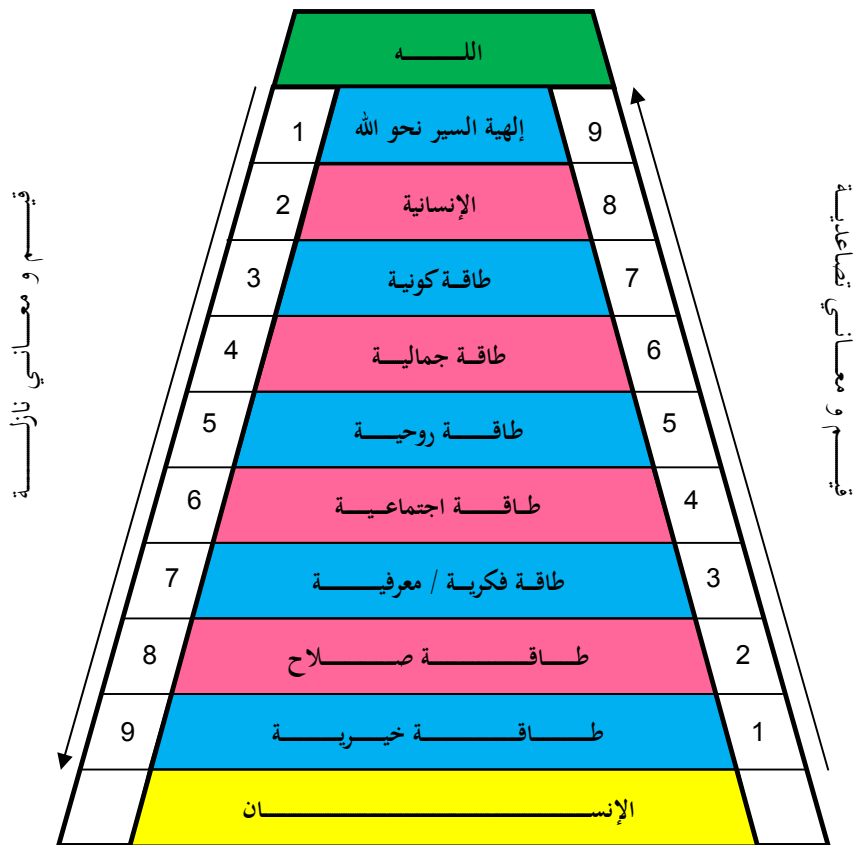 اللـــــه
9 إلهية السير نحو الله 1
8 الإنسانية 2
7 طاقة كونية 3
6 طاقة جمالية 4
5 طاقة روحية 5
4 طاقة اجتماعية 6
3 طاقة فكرية / معرفية 7
2 طاقة صلاح 8
1 طاقة خيرية 9
الإنسان
قيم و معاني تصاعدية
قيم و معاني نازلة